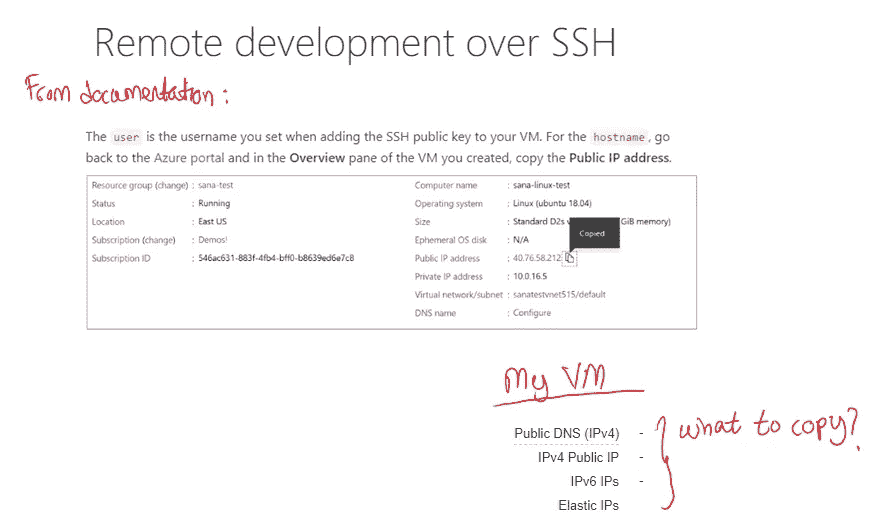 Remote development over SSH
From documentation :
The user is the username you set when adding the SSH public key to your VM. For the hostname, go
back to the Azure portal and in the Overview pane of the VM you created, copy the Public IP address.
Resource group (change) : sana-test
Computer name : sana-linux-test
Status : Running
Operating system : Linux (ubuntu 18.04)
Location : East US
Size : Standard D2s GiB memory)
Copied
Subscription (change) : Demos!
Ephemeral OS disk : N/A
Subscription ID : 546ac631-883f-4fb4-bff0-b8639ed6e7c8
Public IP address : 40.76.58.212
Private IP address : 10.0.16.5
Virtual network/subnet : sanatestvnet515/default
DNS name : Configure
My VM
Public DNS (IPv4) -
what to copy?
IPv4 Public IP -
IPv6 IPs -
Elastic IPs